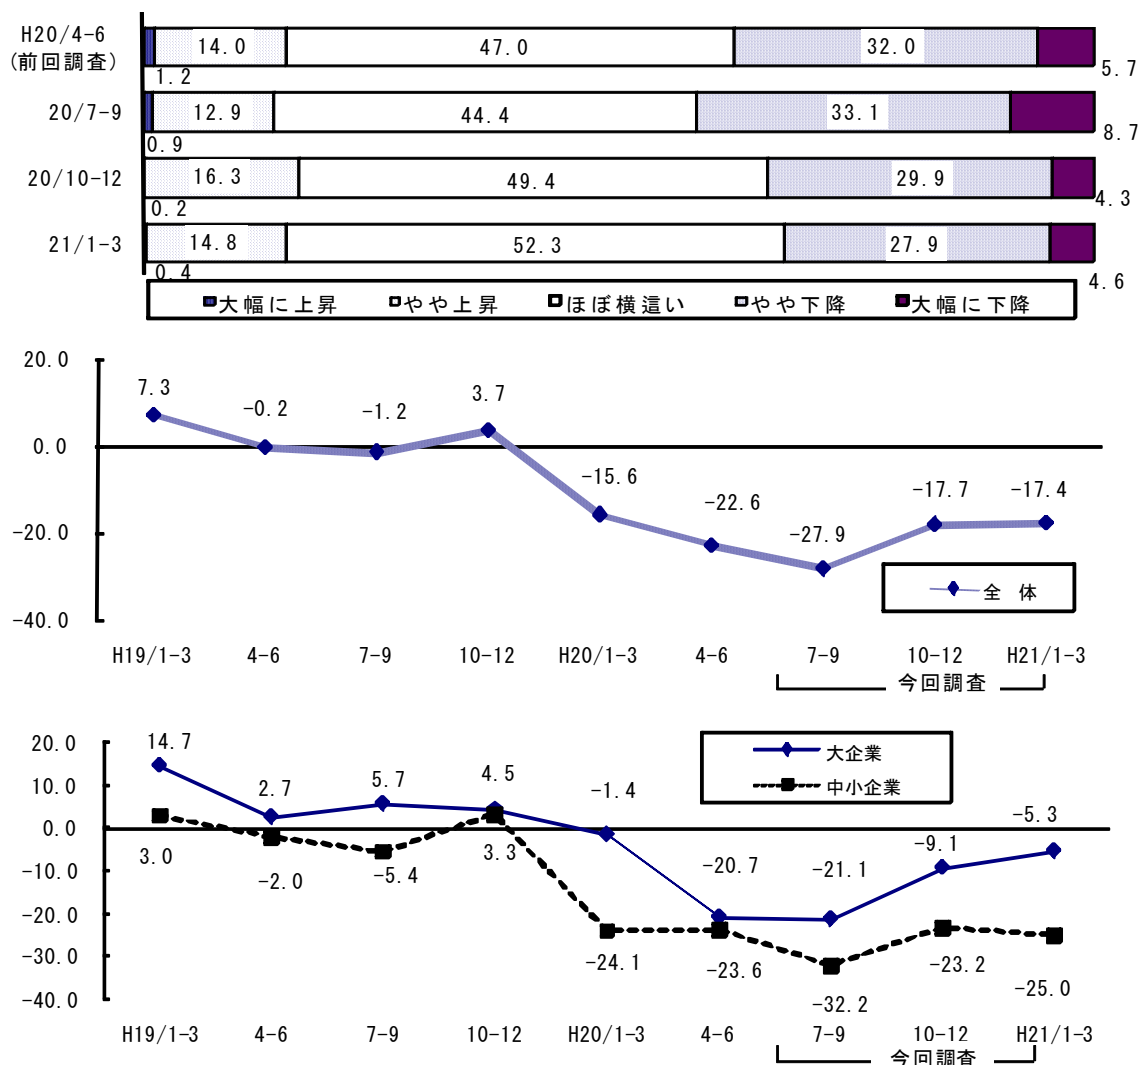 H20/4-6 14.0 47.0 32.0
(前回調査) 1.2 5.7
20/7-9 12.9 44.4 33.1
0.9 8.7
20/10-12 16.3 49.4 29.9
0.2 4.3
21/1-3 14.8 52.3 27.9
0.4 4.6
大幅に上昇 やや上昇 ほぼ横這い やや下降 大幅に下降
20.0
7.3 -0.2 -1.2 3.7
0.0
-15.6 -22.6 -27.9 -17.7 -17.4
-20.0
全 体
-40.0
H19/1-3 4-6 7-9 10-12 H20/1-3 4-6 7-9 10-12 H21/1-3
今回調査
20.0
14.7 2.7 5.7 4.5 -1.4 -20.7 -21.1 -9.1 -5.3
大企業
中小企業
10.0
0.0
3.0 -2.0 -5.4 3.3 -24.1 -23.6 -32.2 -23.2 -25.0
-10.0
-20.0
-30.0
-40.0
H19/1-3 4-6 7-9 10-12 H20/1-3 4-6 7-9 10-12 H21/1-3
今回調査